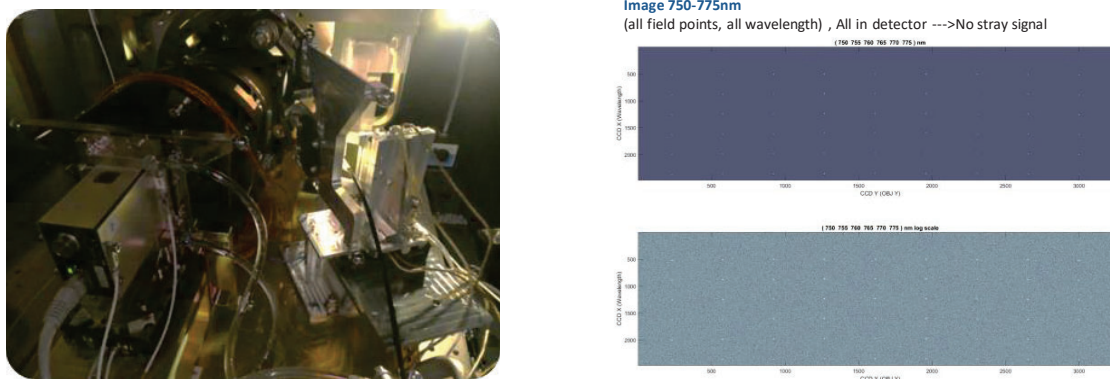 Image 750-775nm
(all field points, all wavelength) , All in detector --->No stray signal
( 750 755 760 765 770 775 ) nm
CCD X (Wavelength)
500
1000
1500
2000
500
1000
1500
2000
2500
3000
CCD Y (OBJ Y)
( 750 755 760 765 770 775 ) nm log scale
CCD X (Wavelength)
500
1000
1500
2000
500
1000
1500
2000
2500
3000
CCD Y (OBJ Y)